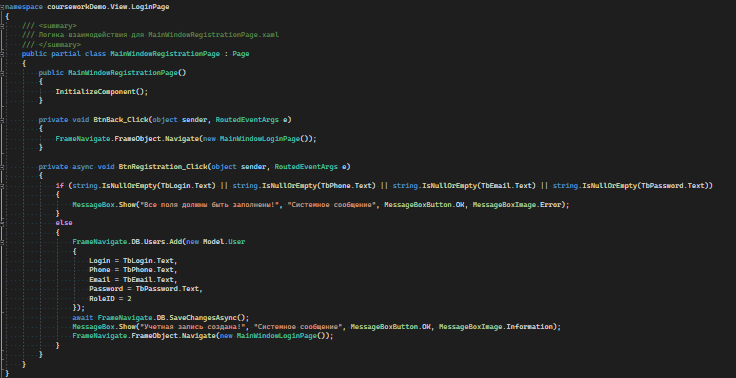 namespace courseworkDemo.View.LoginPage
{
/// <summary>
/// Логика взаимодействия для MainWindowRegistrationPage.xaml
/// </summary>
public partial class MainWindowRegistrationPage : Page
{
public MainWindowRegistrationPage()
{
InitializeComponent();
}
private void BtnBack_Click(object sender, RoutedEventArgs e)
{
FrameNavigate.FrameObject.Navigate(new MainWindowLoginPage());
}
private async void BtnRegistration_Click(object sender, RoutedEventArgs e)
{
if (string.IsNullOrEmpty(TbLogin.Text) || string.IsNullOrEmpty(TbPhone.Text) || string.IsNullOrEmpty(TbEmail.Text) || string.IsNullOrEmpty(TbPassword.Text))
{
MessageBox.Show("Все поля должны быть заполнены!", "Системное сообщение", MessageBoxButton.OK, MessageBoxImage.Error);
}
else
{
FrameNavigate.DB.Users.Add(new Model.User
{
Login = TbLogin.Text,
Phone = TbPhone.Text,
Email = TbEmail.Text,
Password = TbPassword.Text,
RoleID = 2
});
await FrameNavigate.DB.SaveChangesAsync();
MessageBox.Show("Учетная запись создана!", "Системное сообщение", MessageBoxButton.OK, MessageBoxImage.Information);
FrameNavigate.FrameObject.Navigate(new MainWindowLoginPage());
}
}
}
}